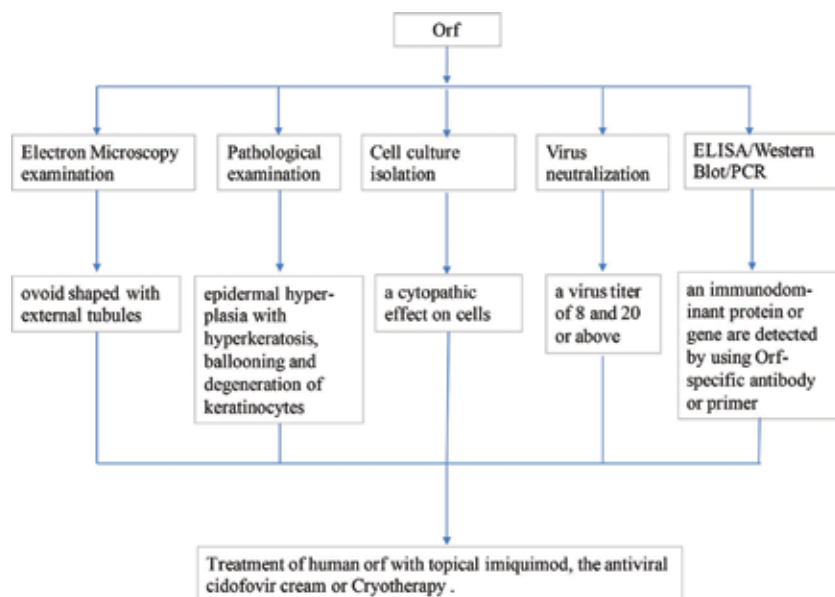 Orf
Electron Microscopy
examination
Pathological
examination
Cell culture
isolation
Virus
neutralization
ELISA/Western
Blot/PCR
ovoid shaped with
external tubules
epidermal hyper-
plasia with
hyperkeratosis,
ballooning and
degeneration of
keratinocytes
a cytopathic
effect on cells
a virus titer
of 8 and 20
or above
an immunodom-
inant protein or
gene are detected
by using Orf-
specific antibody
or primer
Treatment of human orf with topical imiquimod, the antiviral
cidofovir cream or Cryotherapy .